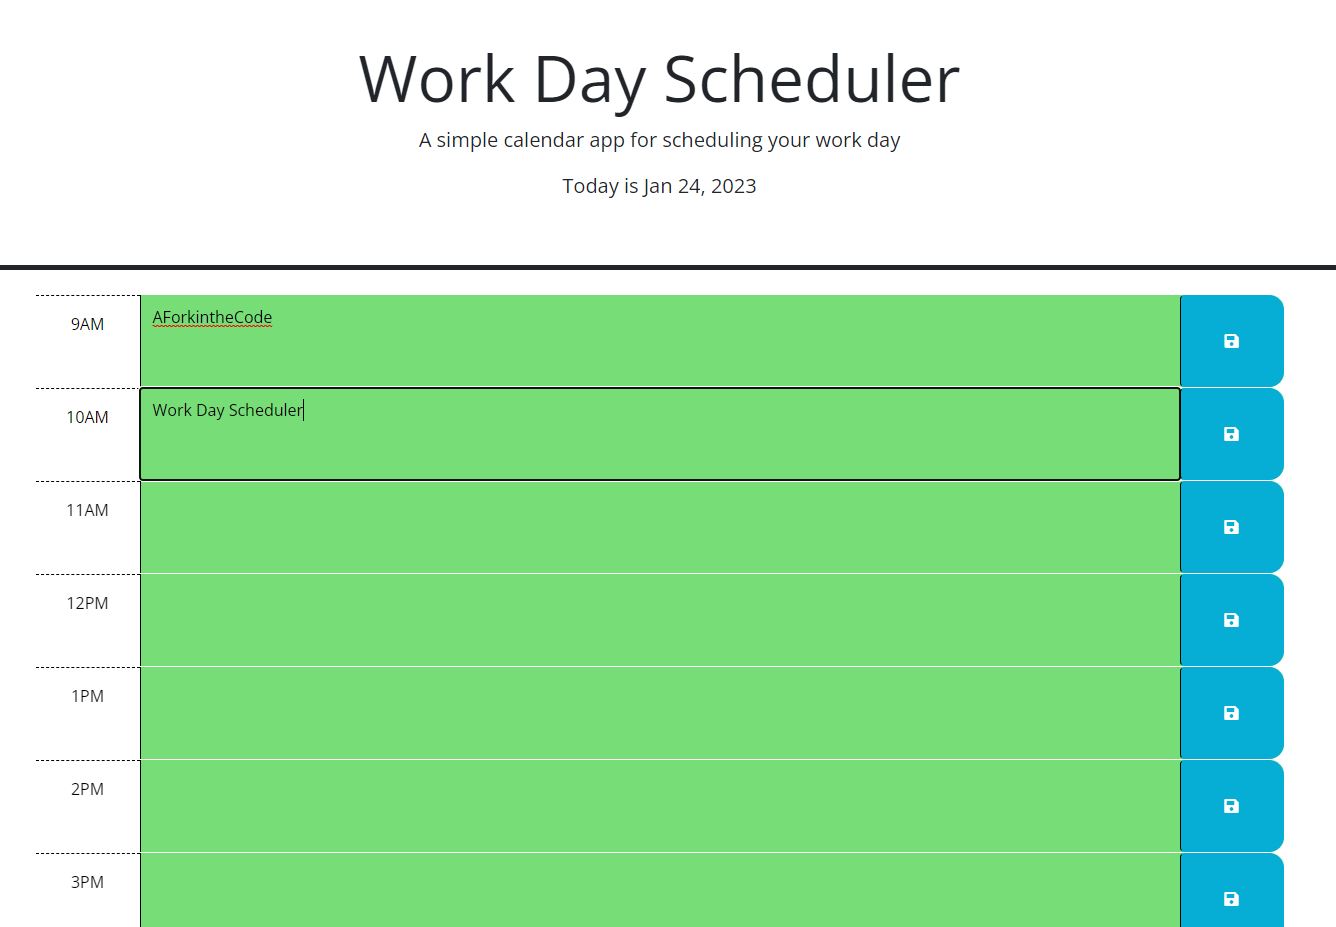 Work Day Scheduler
A simple calendar app for scheduling your work day
Today is Jan 24, 2023
9AM
AForkintheCode
10AM
Work Day Scheduler
11AM
12PM
1PM
2PM
3PM